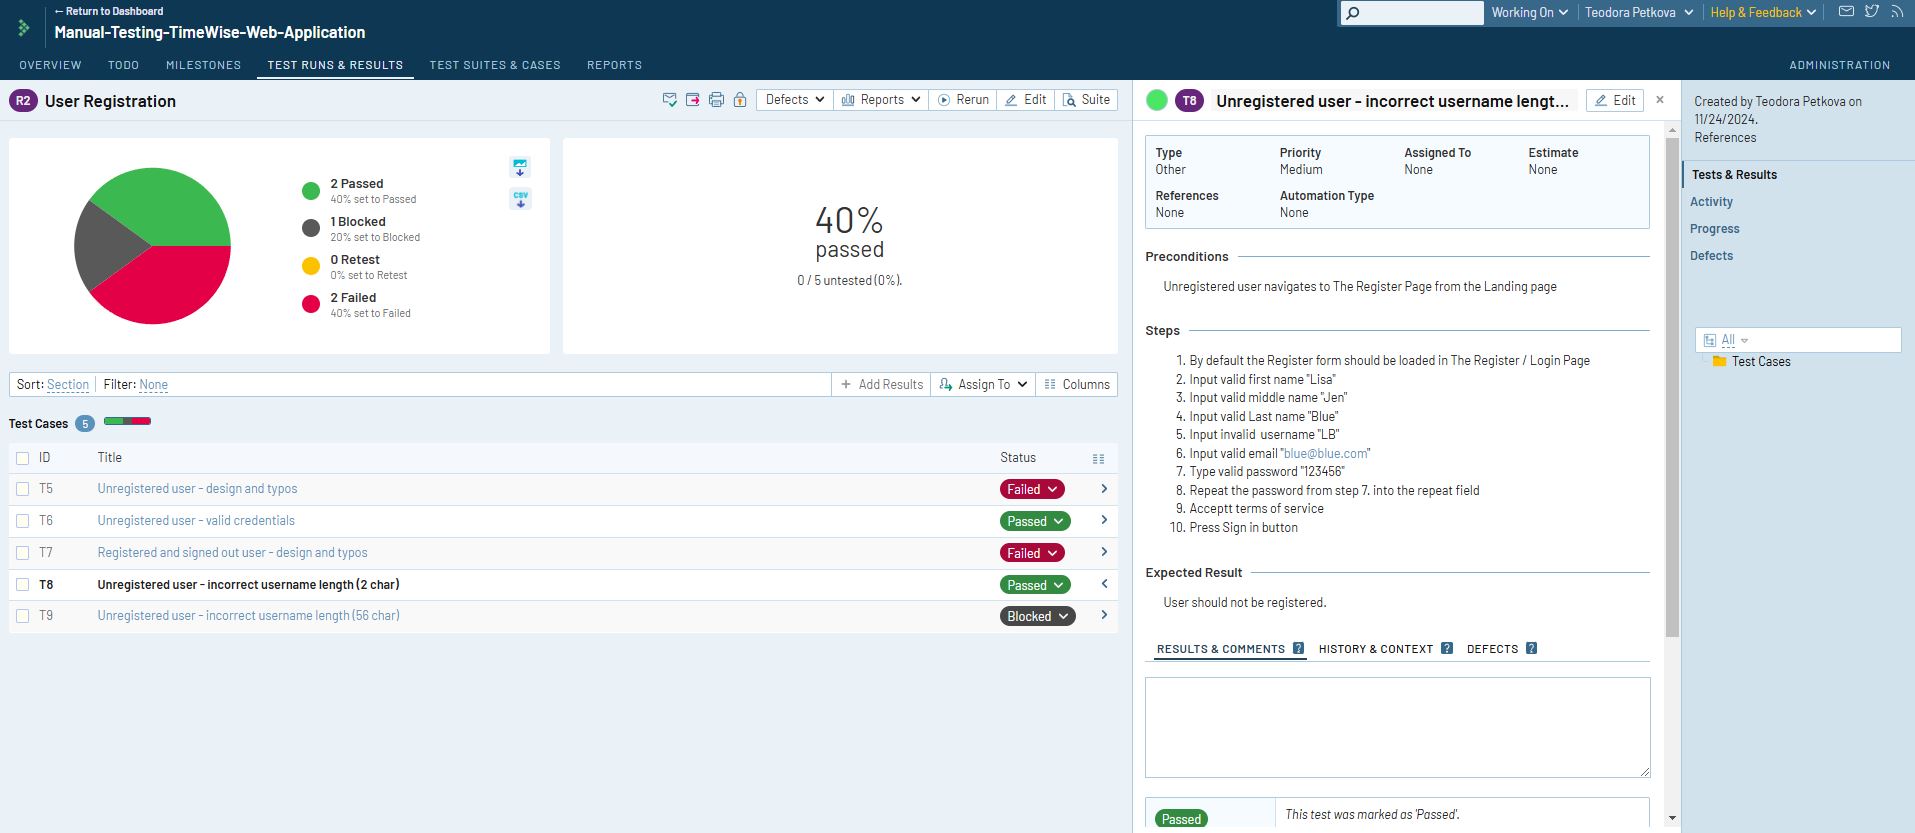 ← Return to Dashboard
Manual-Testing-TimeWise-Web-Application
Working On
Teodora Petkova
Help & Feedback
OVERVIEW
TODO
MILESTONES
TEST RUNS & RESULTS
TEST SUITES & CASES
REPORTS
ADMINISTRATION
R2 User Registration
Defects
Reports
Rerun
Edit
Suite
2 Passed
40% set to Passed
1 Blocked
20% set to Blocked
0 Retest
0% set to Retest
2 Failed
40% set to Failed
CSV
40%
passed
0 / 5 untested (0%).
Sort: Section Filter: None
+ Add Results
Assign To
Columns
Test Cases 5
ID Title Status
T5 Unregistered user - design and typos Failed
T6 Unregistered user - valid credentials Passed
T7 Registered and signed out user - design and typos Failed
T8 Unregistered user - incorrect username length (2 char) Passed
T9 Unregistered user - incorrect username length (56 char) Blocked
T8 Unregistered user - incorrect username lengt...
Edit
×
Type Priority Assigned To Estimate
Other Medium None None
References Automation Type
None None
Preconditions
Unregistered user navigates to The Register Page from the Landing page
Steps
1. By default the Register form should be loaded in The Register / Login Page
2. Input valid first name "Lisa"
3. Input valid middle name "Jen"
4. Input valid Last name "Blue"
5. Input invalid username "LB"
6. Input valid email "blue@blue.com"
7. Type valid password "123456"
8. Repeat the password from step 7. into the repeat field
9. Acceptt terms of service
10. Press Sign in button
Expected Result
User should not be registered.
RESULTS & COMMENTS ?
HISTORY & CONTEXT ?
DEFECTS ?
Passed This test was marked as 'Passed'.
Created by Teodora Petkova on
11/24/2024.
References
Tests & Results
Activity
Progress
Defects
All
Test Cases